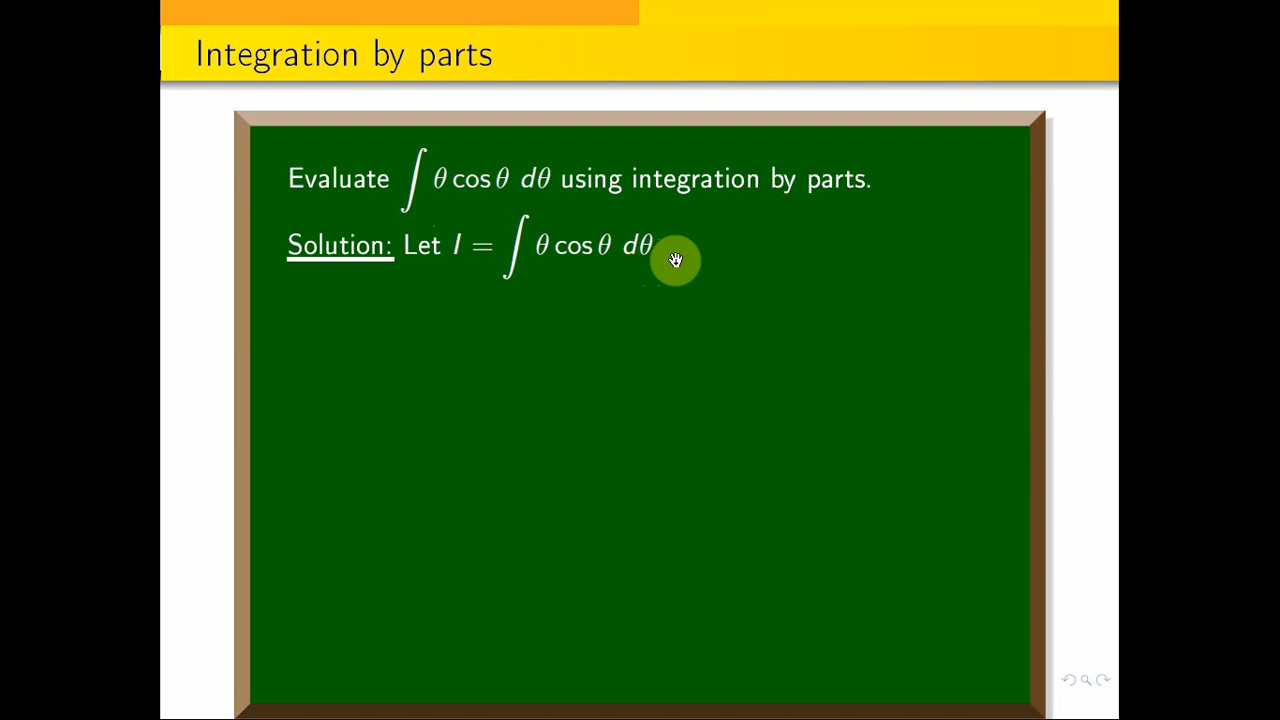 Integration by parts
Evaluate ∫ θ cos θ dθ using integration by parts.
Solution: Let I = ∫ θ cos θ dθ.